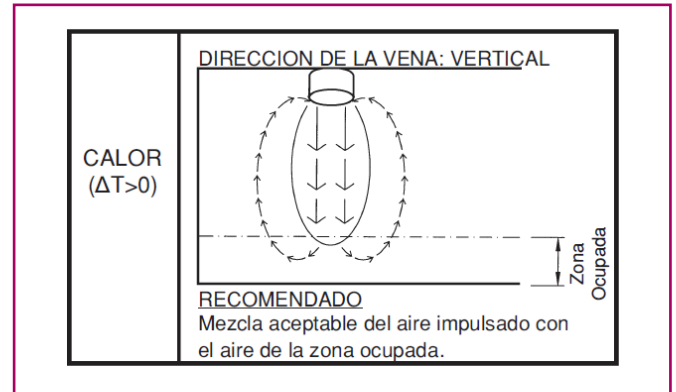 DIRECCION DE LA VENA: VERTICAL
CALOR
(ΔT>0)
Zona
Ocupada
RECOMENDADO
Mezcla aceptable del aire impulsado con
el aire de la zona ocupada.